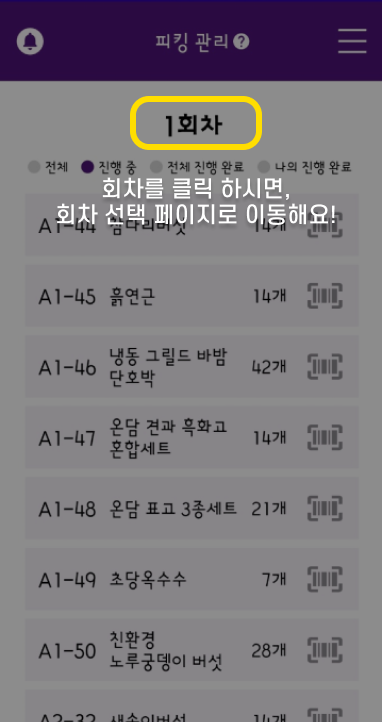 피킹 관리 ?
1회차
전체 진행 중 전체 진행 완료 나의 진행 완료
회차를 클릭 하시면,
회차 선택 페이지로 이동해요!
A1-44 14개
A1-45 흙연근 14개
A1-46 냉동 그릴드 바밤
단호박 42개
A1-47 온담 견과 흑화고
혼합세트 14개
A1-48 온담 표고 3종세트 21개
A1-49 초당옥수수 7개
A1-50 친환경
노루궁뎅이 버섯 28개
A2-32 새송이버섯 14개